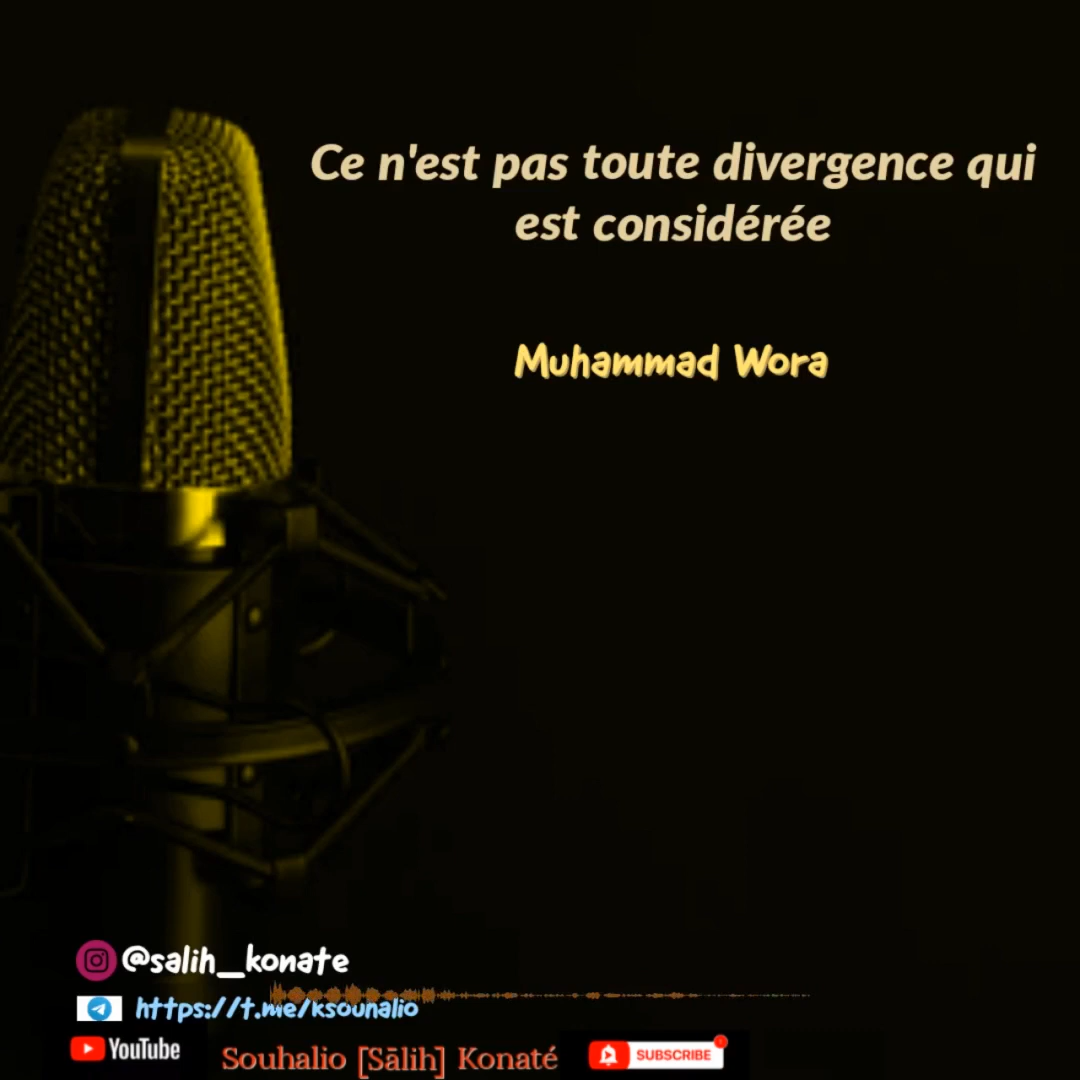 Ce n'est pas toute divergence qui
est considérée
Muhammad Wora
@salih_konate
https://t.me/ksounalio
YouTube
Souhalio [Sālih] Konaté
SUBSCRIBE